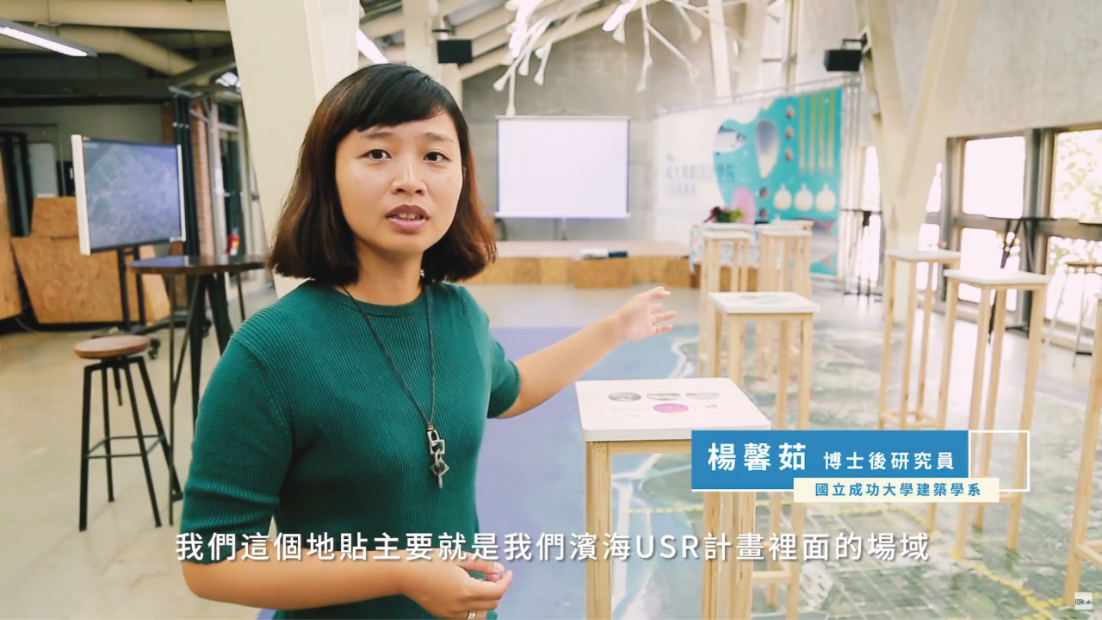 楊馨茹 博士後研究員
國立成功大學建築學系
我們這個地貼主要就是我們濱海USR計畫裡面的場域